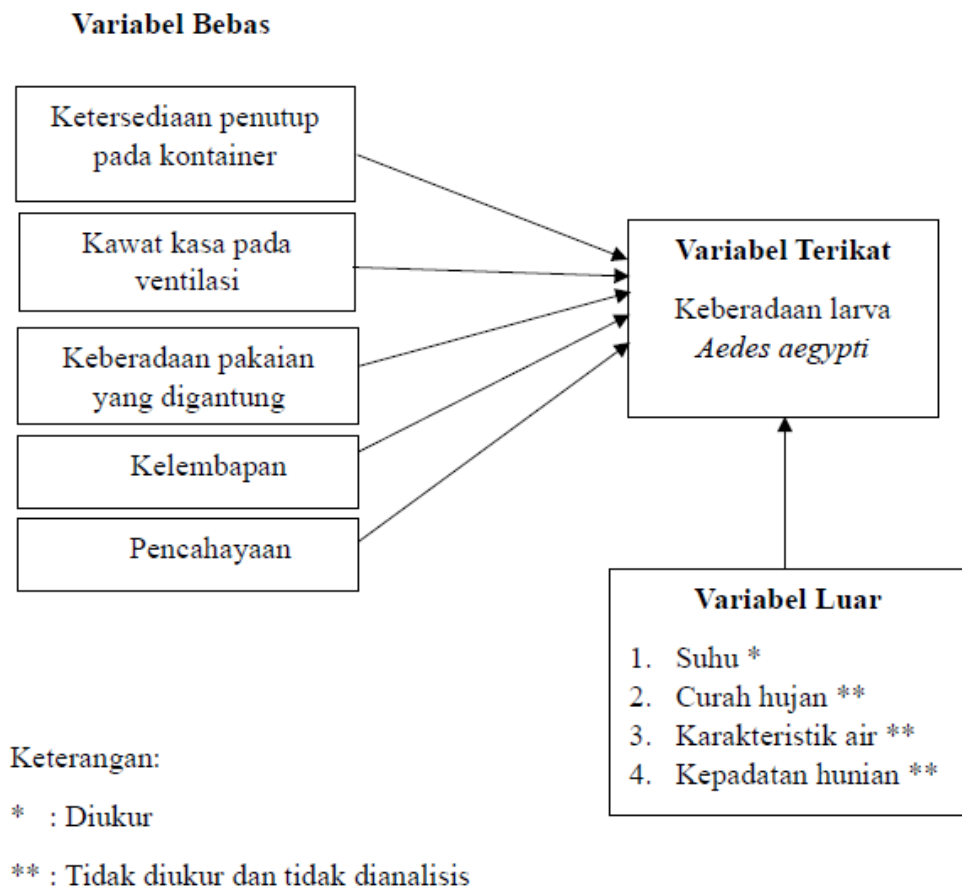 Variabel Bebas
Ketersediaan penutup
pada kontainer
Kawat kasa pada
ventilasi
Keberadaan pakaian
yang digantung
Kelembapan
Pencahayaan
Variabel Terikat
Keberadaan larva
Aedes aegypti
Variabel Luar
1. Suhu *
2. Curah hujan **
3. Karakteristik air **
4. Kepadatan hunian **
Keterangan:
* : Diukur
** : Tidak diukur dan tidak dianalisis